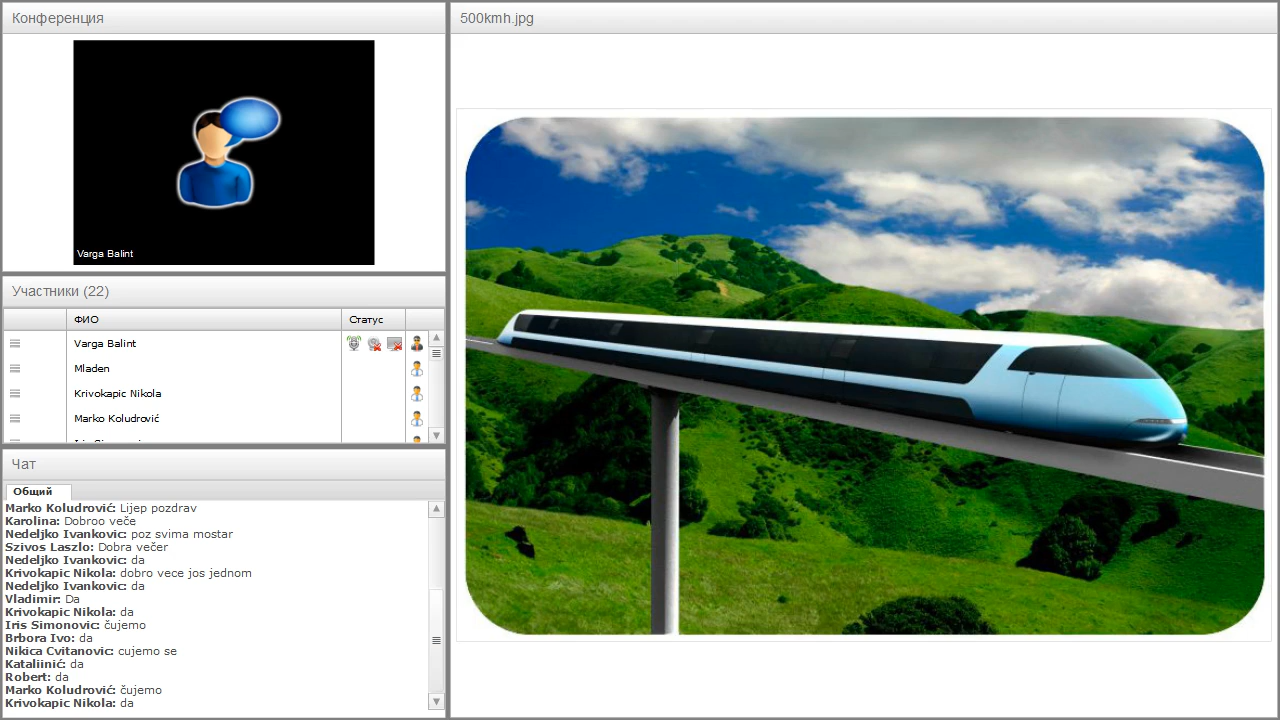 Конференция
Varga Balint
Участники (22)
ФИО Статус
Varga Balint
Mladen
Krivokapic Nikola
Marko Koludrović
Чат
Общий
Marko Koludrović: Lijep pozdrav
Karolina: Dobroo veče
Nedeljko Ivankovic: poz svima mostar
Szivos Laszlo: Dobra večer
Nedeljko Ivankovic: da
Krivokapic Nikola: dobro vece jos jednom
Nedeljko Ivankovic: da
Vladimir: Da
Krivokapic Nikola: da
Iris Simonovic: čujemo
Brbora Ivo: da
Nikica Cvitanovic: cujemo se
Kataliinić: da
Robert: da
Marko Koludrović: čujemo
Krivokapic Nikola: da
500kmh.jpg